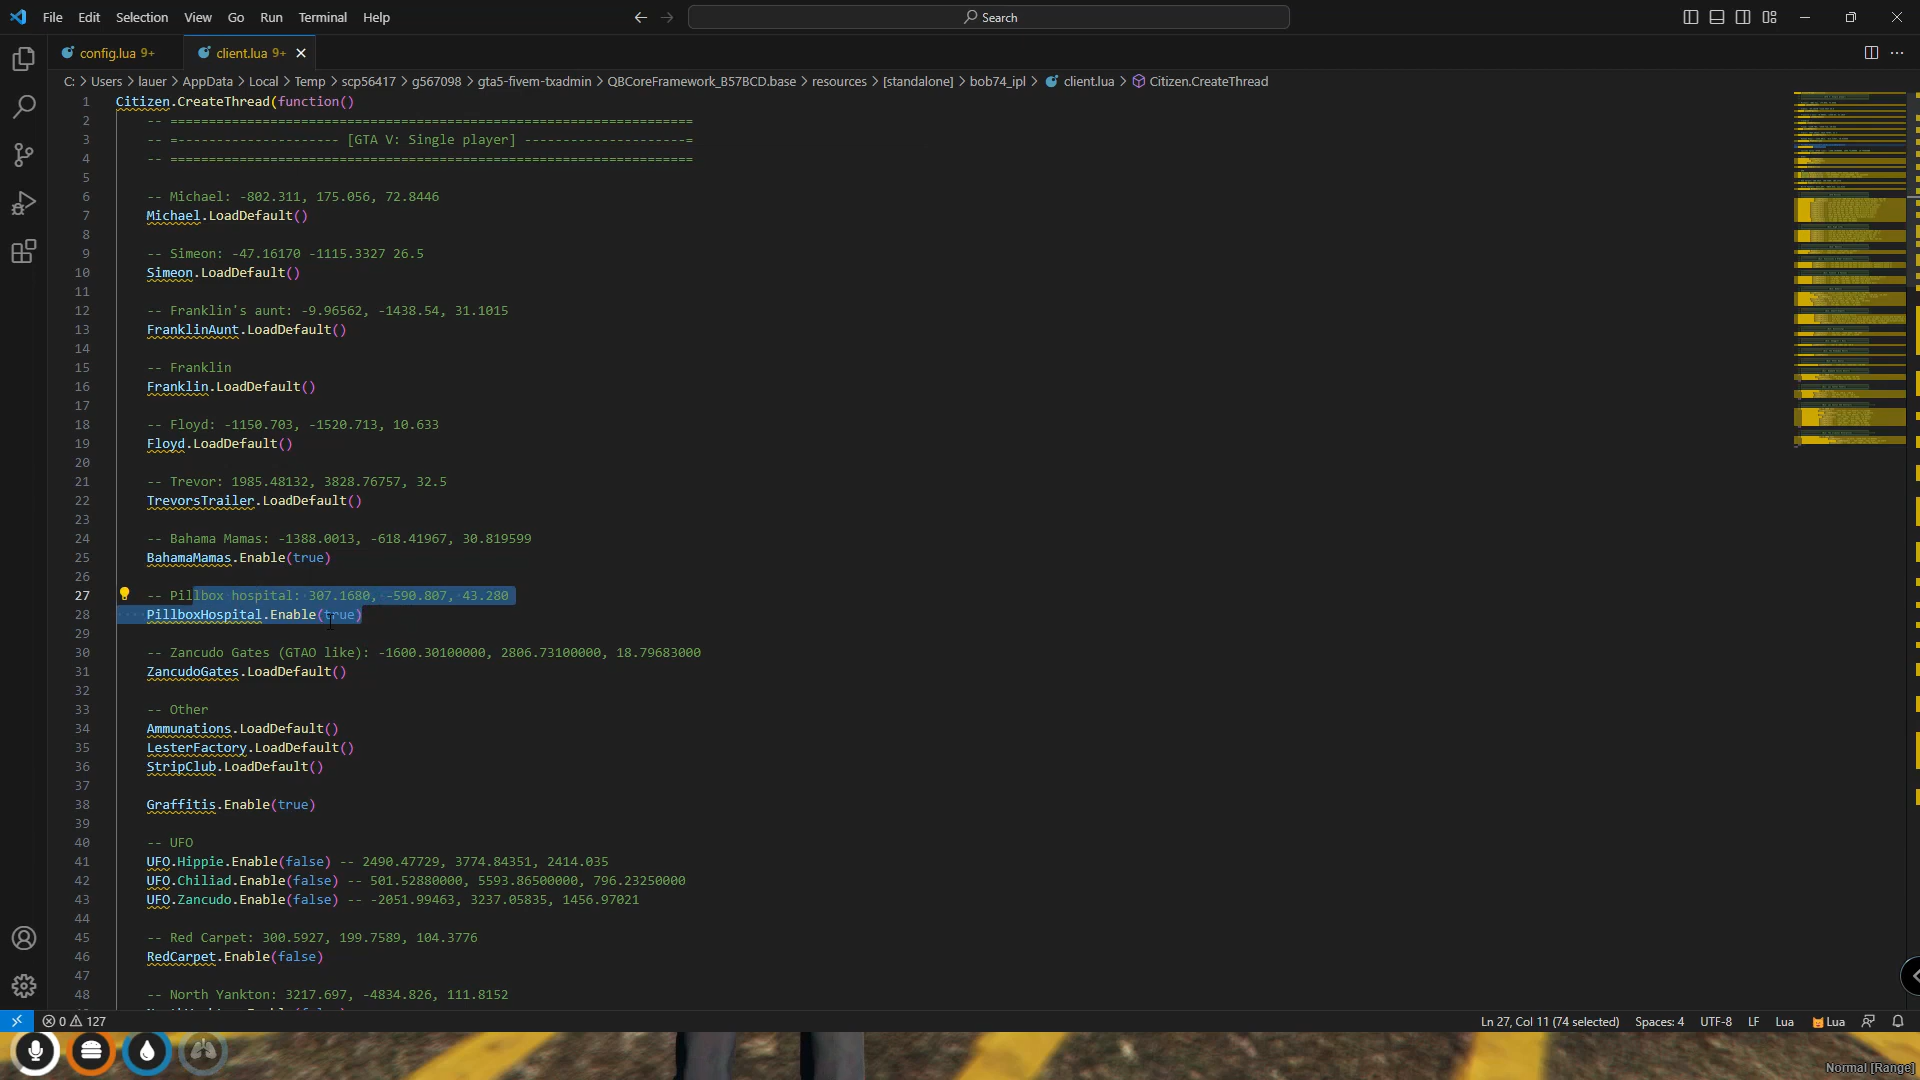 File Edit Selection View Go Run Terminal Help
Search
config.lua 9+
client.lua 9+
C: > Users > lauer > AppData > Local > Temp > scp56417 > g567098 > gta5-fivem-txadmin > QBCoreFramework_B57BCD.base > resources > [standalone] > bob74_ipl > client.lua > Citizen.CreateThread
1 Citizen.CreateThread(function()
2 -- ====================================================================
3 -- =--------------------- [GTA V: Single player] ---------------------=
4 -- ====================================================================
5
6 -- Michael: -802.311, 175.056, 72.8446
7 Michael.LoadDefault()
8
9 -- Simeon: -47.16170 -1115.3327 26.5
10 Simeon.LoadDefault()
11
12 -- Franklin's aunt: -9.96562, -1438.54, 31.1015
13 FranklinAunt.LoadDefault()
14
15 -- Franklin
16 Franklin.LoadDefault()
17
18 -- Floyd: -1150.703, -1520.713, 10.633
19 Floyd.LoadDefault()
20
21 -- Trevor: 1985.48132, 3828.76757, 32.5
22 TrevorsTrailer.LoadDefault()
23
24 -- Bahama Mamas: -1388.0013, -618.41967, 30.819599
25 BahamaMamas.Enable(true)
26
27 -- Pillbox hospital: 307.1680, -590.807, 43.280
28 PillboxHospital.Enable(true)
29
30 -- Zancudo Gates (GTAO like): -1600.30100000, 2806.73100000, 18.79683000
31 ZancudoGates.LoadDefault()
32
33 -- Other
34 Ammunations.LoadDefault()
35 LesterFactory.LoadDefault()
36 StripClub.LoadDefault()
37
38 Graffitis.Enable(true)
39
40 -- UFO
41 UFO.Hippie.Enable(false) -- 2490.47729, 3774.84351, 2414.035
42 UFO.Chiliad.Enable(false) -- 501.52880000, 5593.86500000, 796.23250000
43 UFO.Zancudo.Enable(false) -- -2051.99463, 3237.05835, 1456.97021
44
45 -- Red Carpet: 300.5927, 199.7589, 104.3776
46 RedCarpet.Enable(false)
47
48 -- North Yankton: 3217.697, -4834.826, 111.8152
0 127
Ln 27, Col 11 (74 selected) Spaces: 4 UTF-8 LF Lua Lua
Normal [Range]